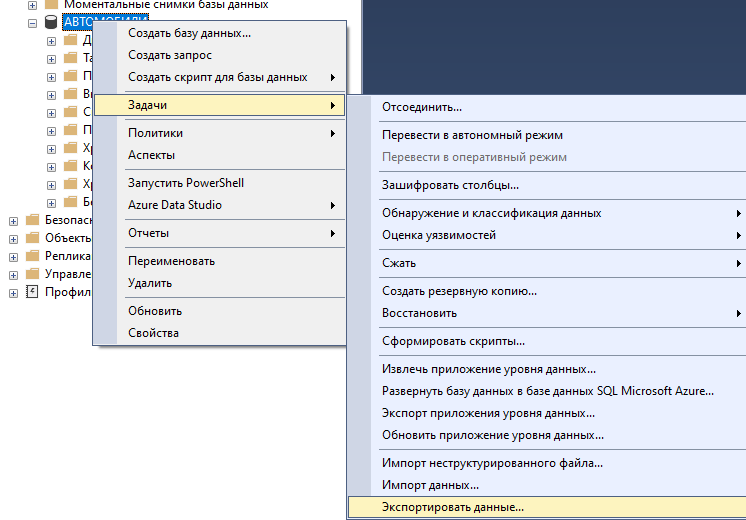 Моментальные снимки базы данных
АВТОМОБИЛИ
Безопасн
Объекты
Реплика
Управле
Профил
Создать базу данных...
Создать запрос
Создать скрипт для базы данных
Задачи
Политики
Аспекты
Запустить PowerShell
Azure Data Studio
Отчеты
Переименовать
Удалить
Обновить
Свойства
Отсоединить...
Перевести в автономный режим
Перевести в оперативный режим
Зашифровать столбцы...
Обнаружение и классификация данных
Оценка уязвимостей
Сжать
Создать резервную копию...
Восстановить
Сформировать скрипты...
Извлечь приложение уровня данных...
Развернуть базу данных в базе данных SQL Microsoft Azure...
Экспорт приложения уровня данных...
Обновить приложение уровня данных...
Импорт неструктурированного файла...
Импорт данных...
Экспортировать данные...